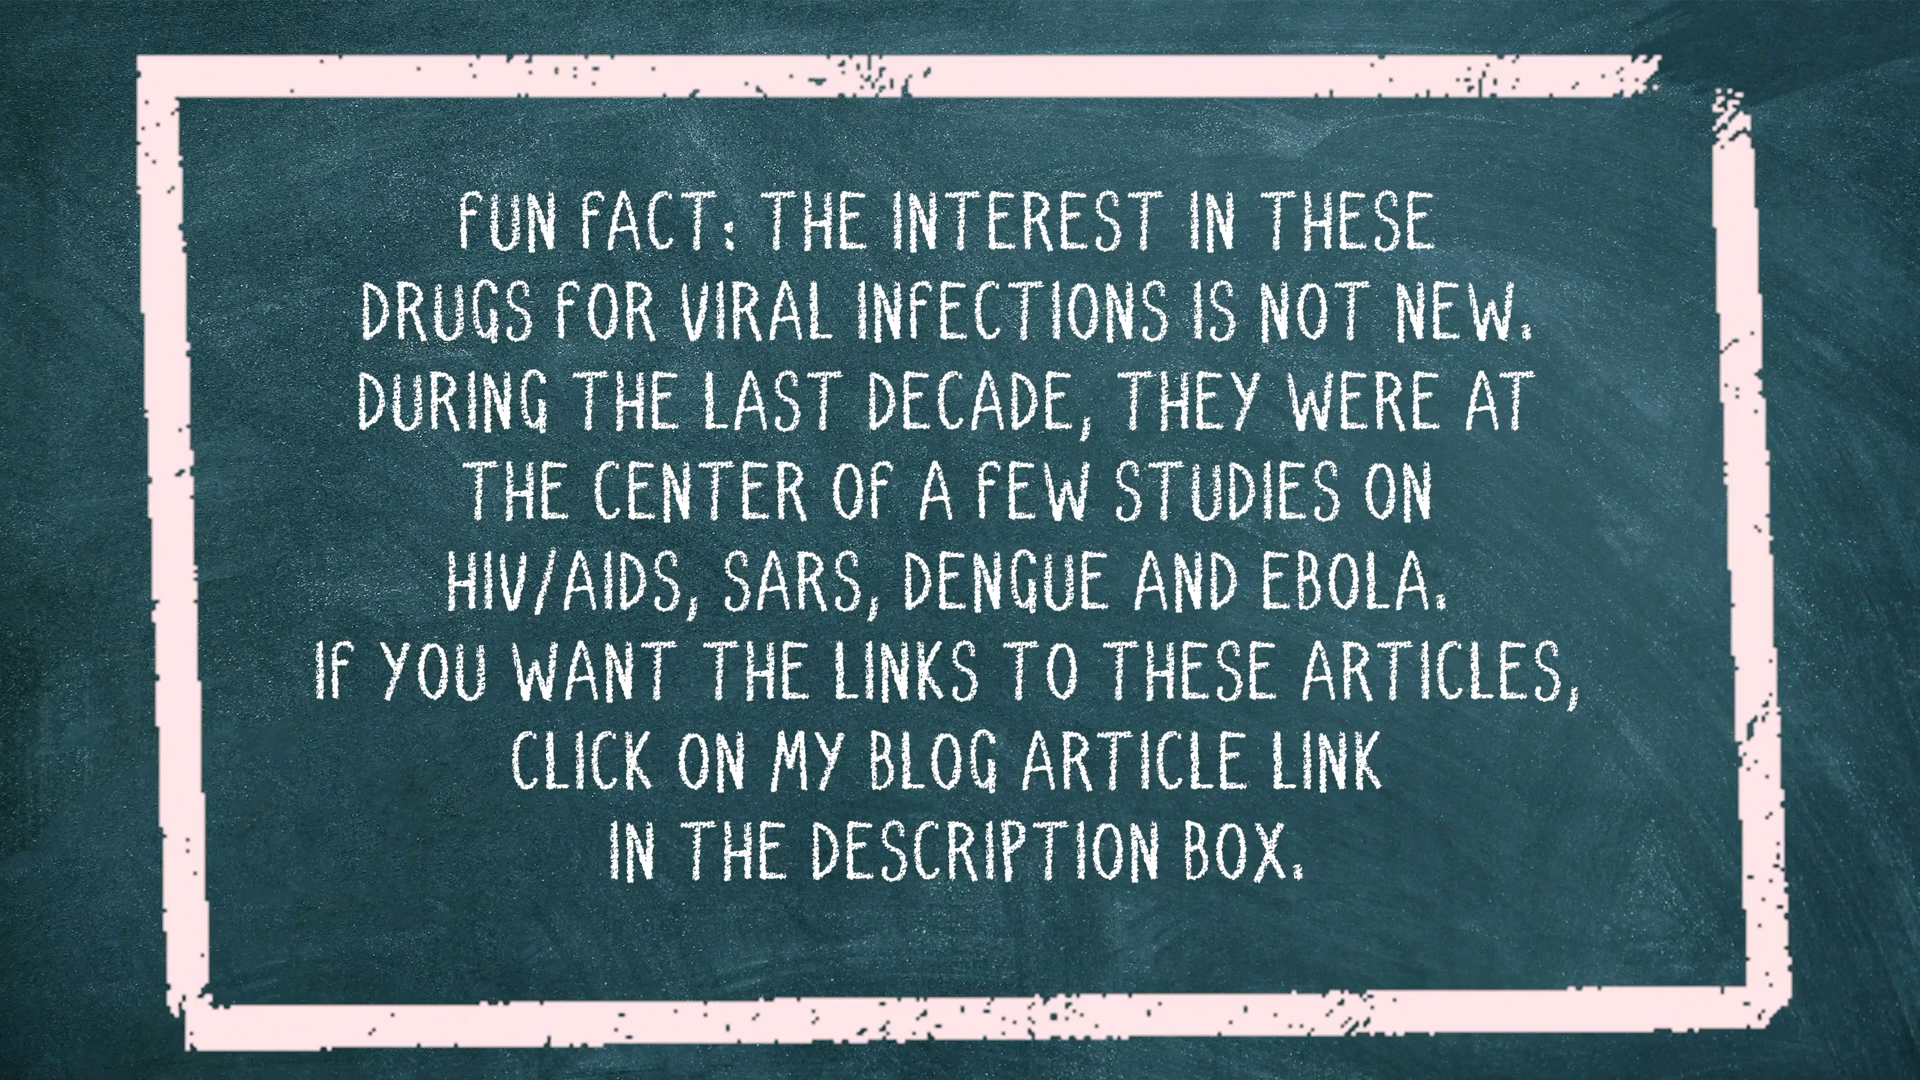 FUN FACT: THE INTEREST IN THESE
DRUGS FOR VIRAL INFECTIONS IS NOT NEW.
DURING THE LAST DECADE, THEY WERE AT
THE CENTER OF A FEW STUDIES ON
HIV/AIDS, SARS, DENGUE AND EBOLA.
IF YOU WANT THE LINKS TO THESE ARTICLES,
CLICK ON MY BLOG ARTICLE LINK
IN THE DESCRIPTION BOX.